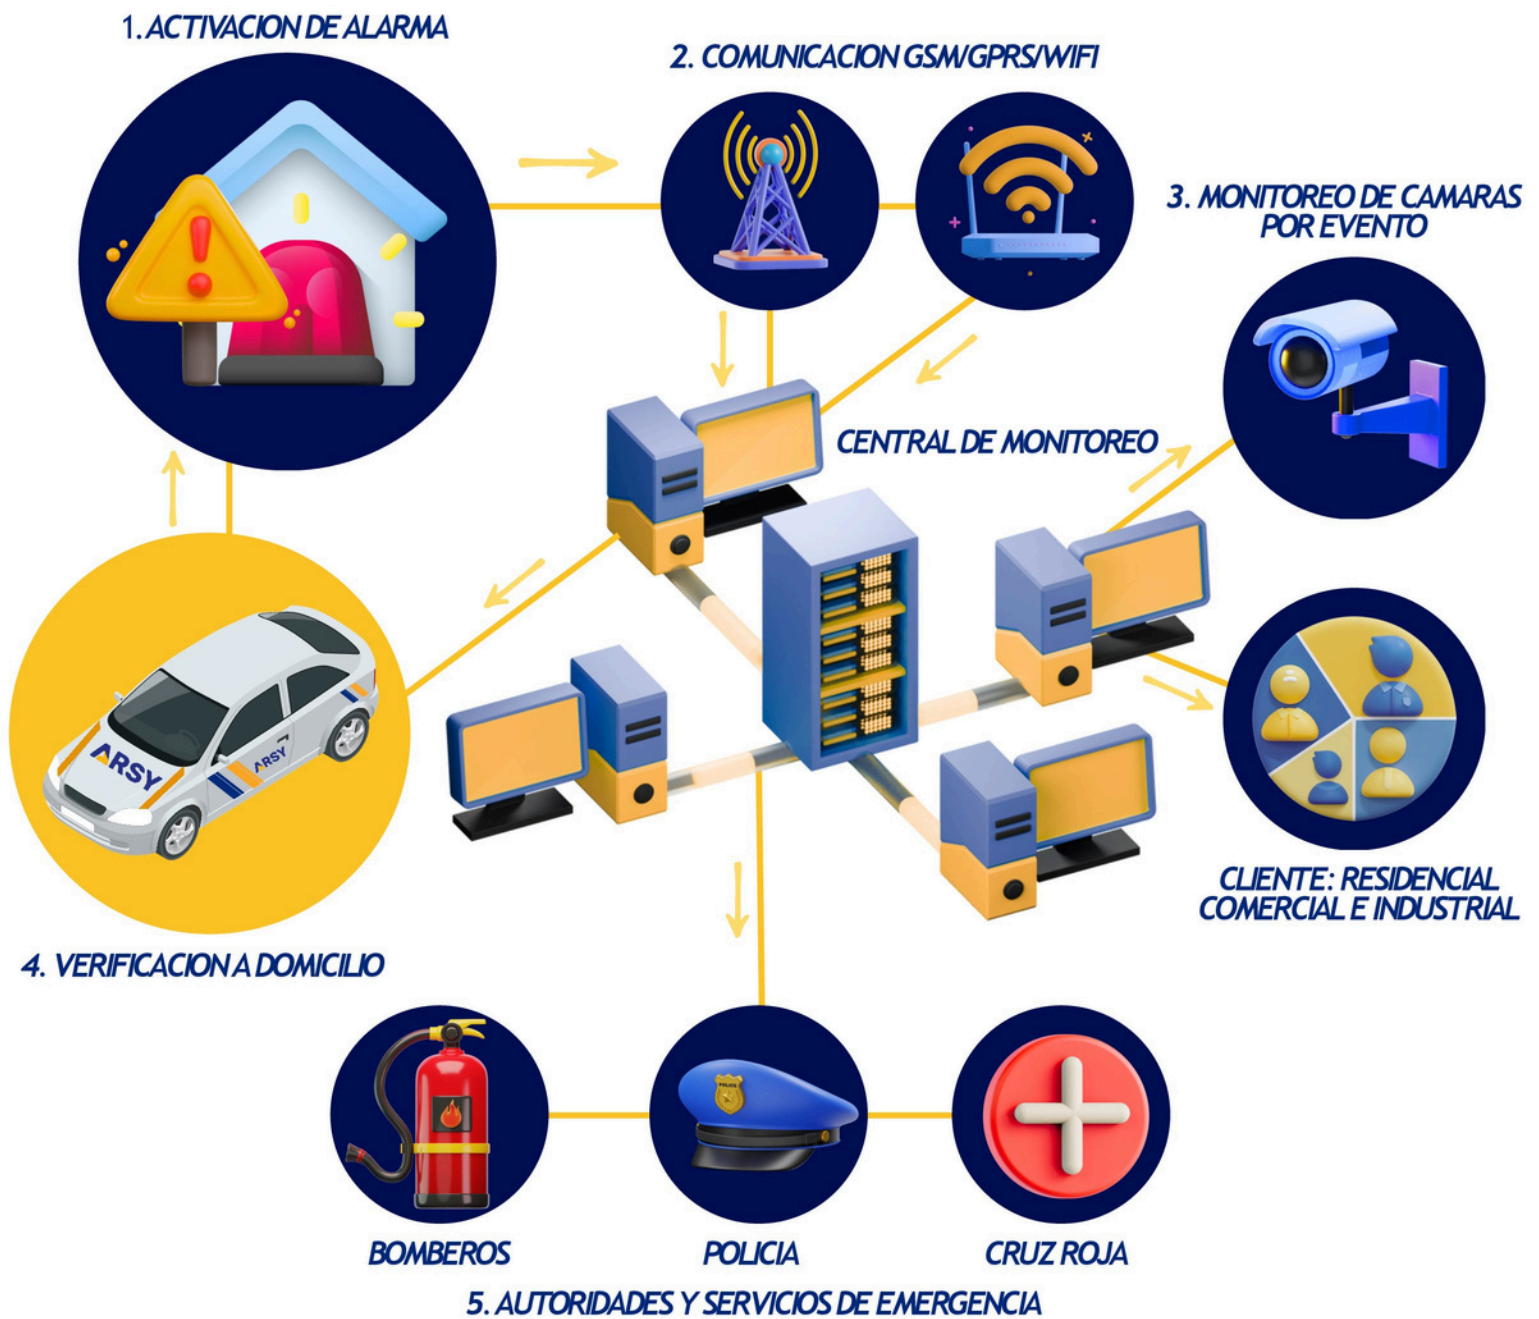 1. ACTIVACION DE ALARMA
2. COMUNICACION GSM/GPRS/WIFI
3. MONITOREO DE CAMARAS
POR EVENTO
CENTRAL DE MONITOREO
ARSY
ARSY
CLIENTE: RESIDENCIAL
COMERCIAL E INDUSTRIAL
4. VERIFICACION A DOMICILIO
POLICE
BOMBEROS
POLICIA
CRUZ ROJA
5. AUTORIDADES Y SERVICIOS DE EMERGENCIA